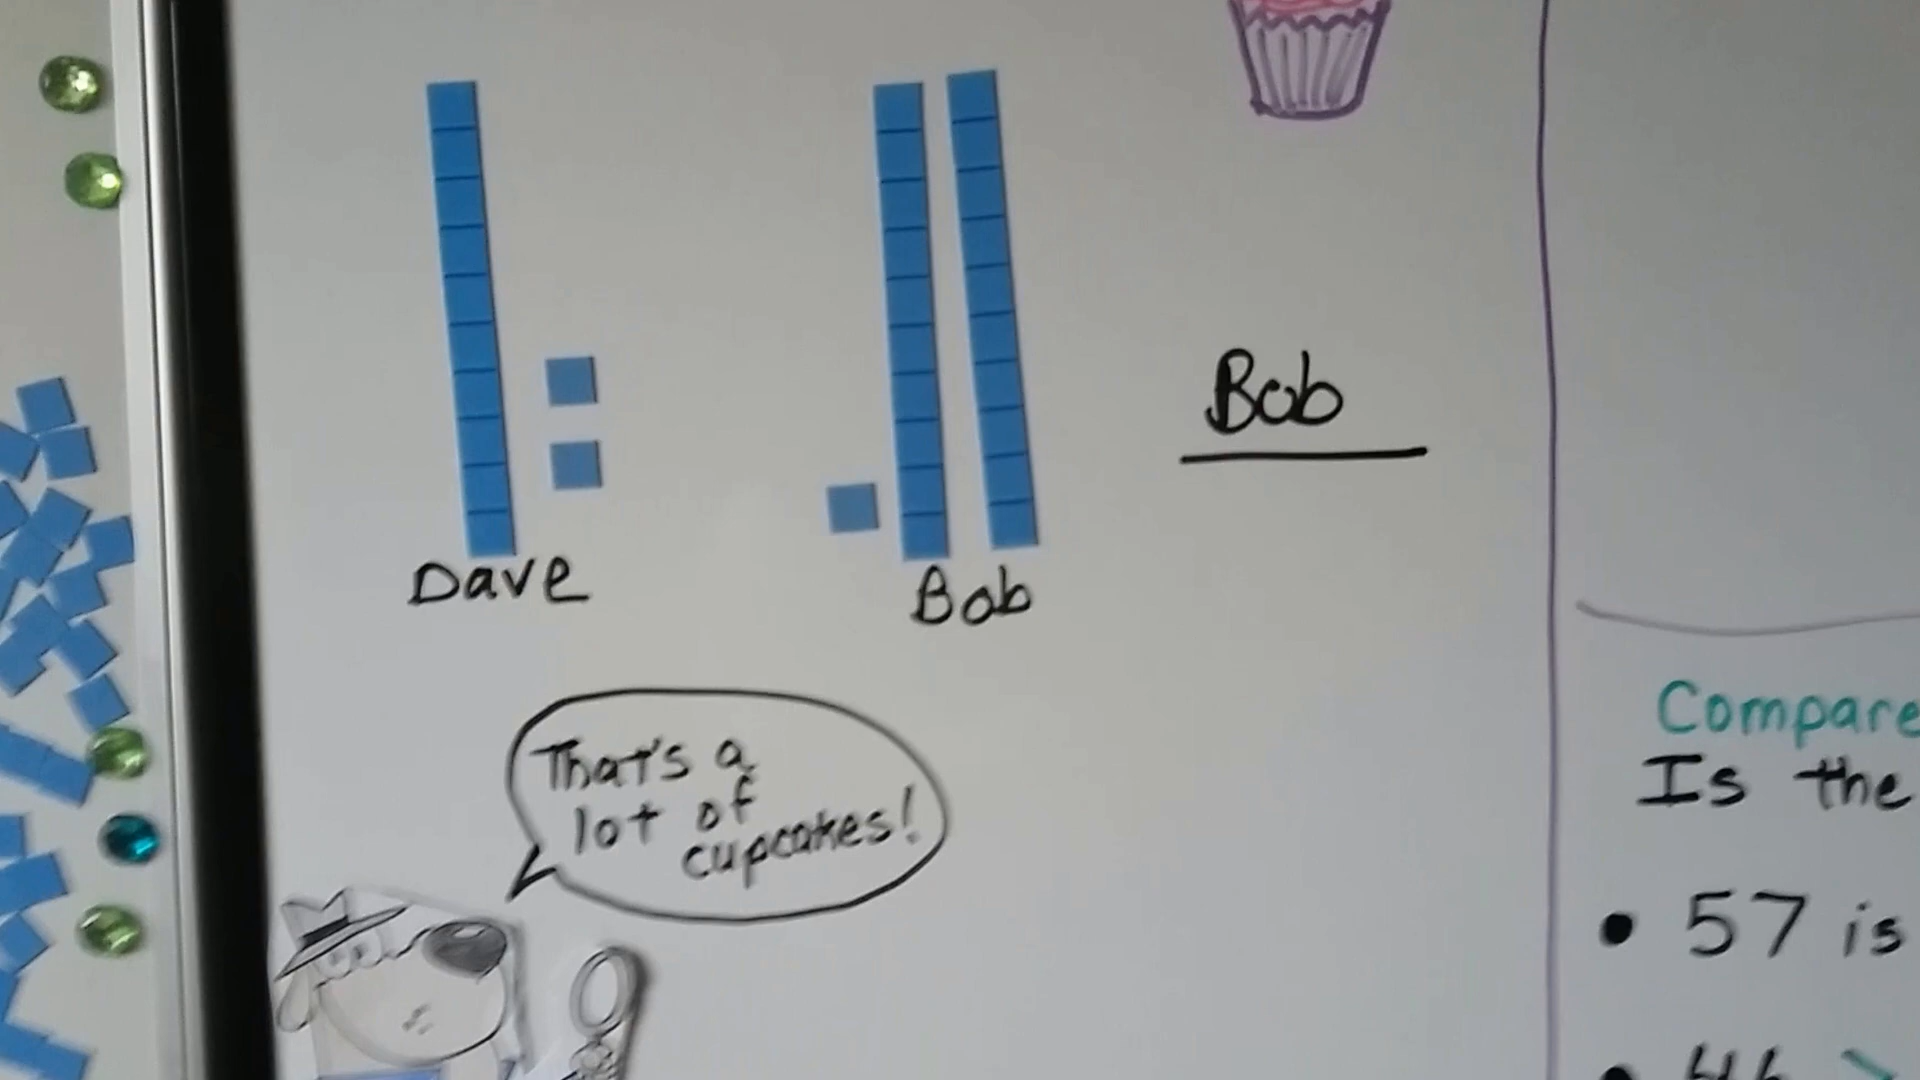 Bob
Dave
Bob
That's a
lot of
cupcakes!
Compare
Is the
• 57 is